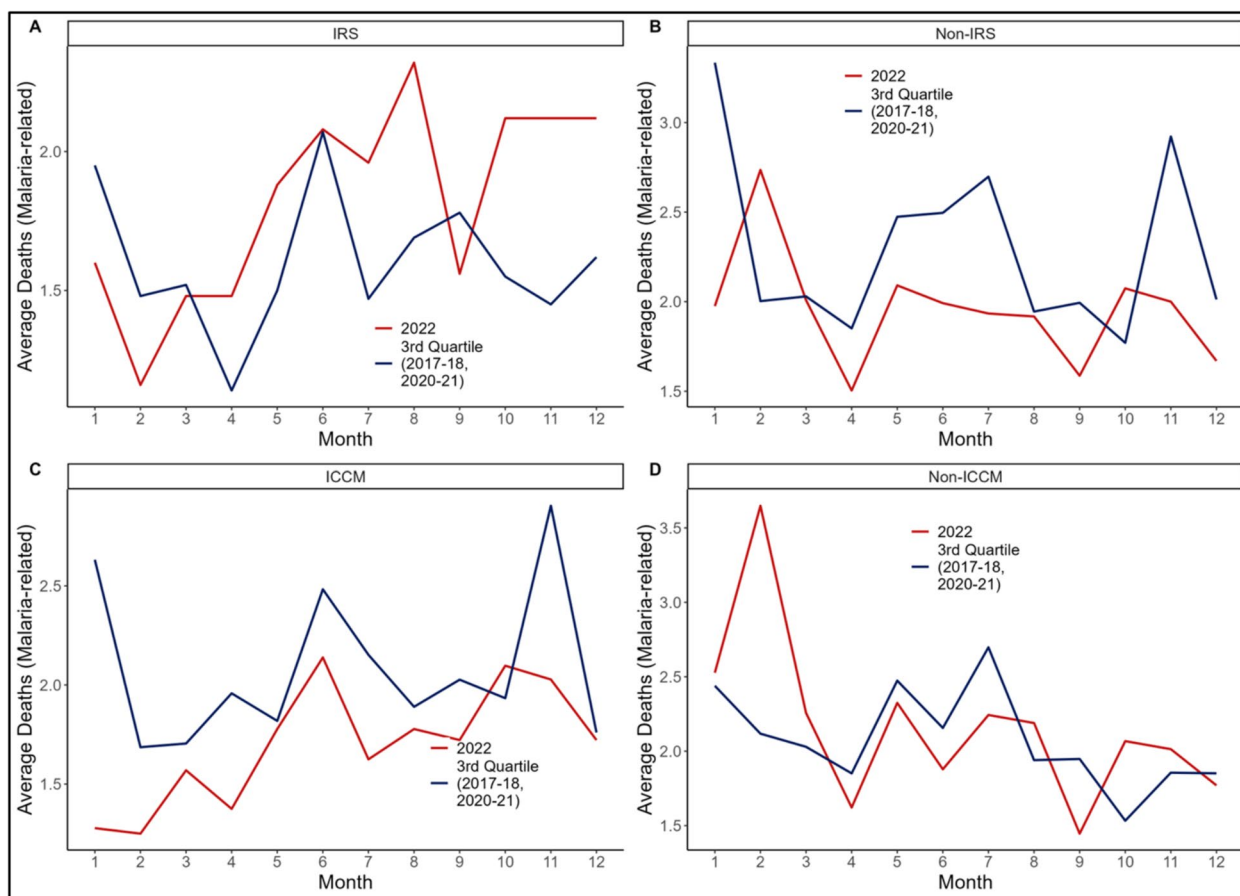 A
IRS
Average Deaths (Malaria-related)
2.0
1.5
2022
3rd Quartile
(2017-18,
2020-21)
1 2 3 4 5 6 7 8 9 10 11 12
Month
B
Non-IRS
Average Deaths (Malaria-related)
3.0
2.5
2.0
1.5
2022
3rd Quartile
(2017-18,
2020-21)
1 2 3 4 5 6 7 8 9 10 11 12
Month
C
ICCM
Average Deaths (Malaria-related)
2.5
2.0
1.5
2022
3rd Quartile
(2017-18,
2020-21)
1 2 3 4 5 6 7 8 9 10 11 12
Month
D
Non-ICCM
Average Deaths (Malaria-related)
3.5
3.0
2.5
2.0
1.5
2022
3rd Quartile
(2017-18,
2020-21)
1 2 3 4 5 6 7 8 9 10 11 12
Month